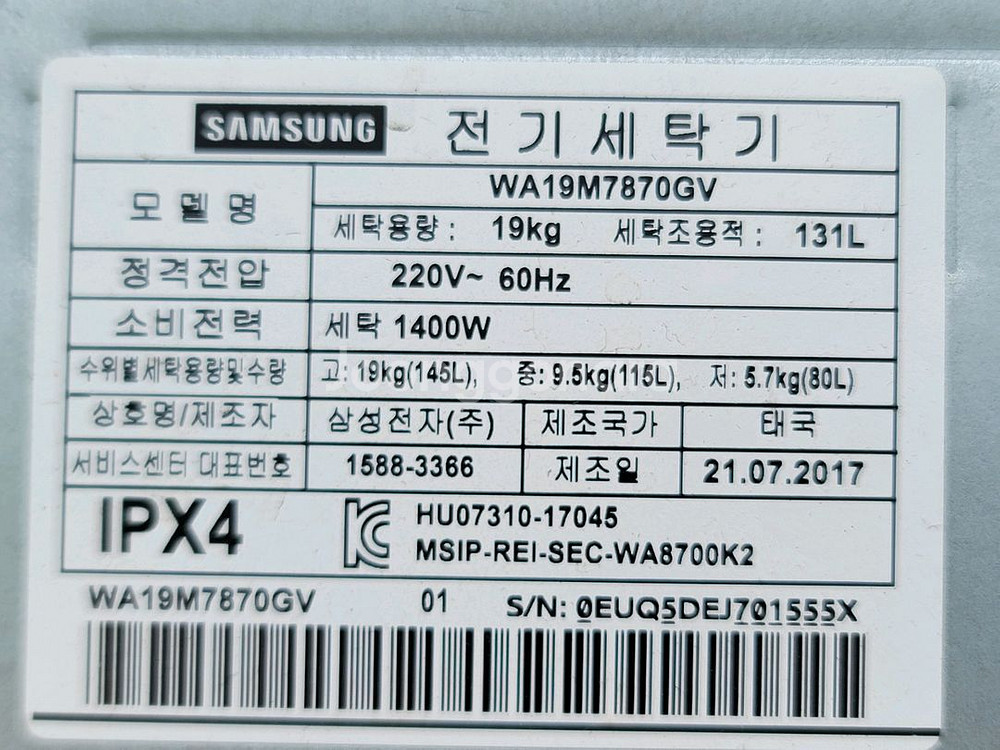 SAMSUNG 전기세탁기
모델명 WA19M7870GV
세탁용량 : 19kg 세탁조용적 : 131L
정격전압 220V~ 60Hz
소비전력 세탁 1400W
수위별세탁용량및수량 고: 19kg(145L), 중: 9.5kg(115L), 저: 5.7kg(80L)
상호명/제조자 삼성전자(주) 제조국가 태국
서비스센터 대표번호 1588-3366 제조일 21.07.2017
IPX4 HU07310-17045
MSIP-REI-SEC-WA8700K2
WA19M7870GV 01 S/N: 0EUQ5DEJ701555X